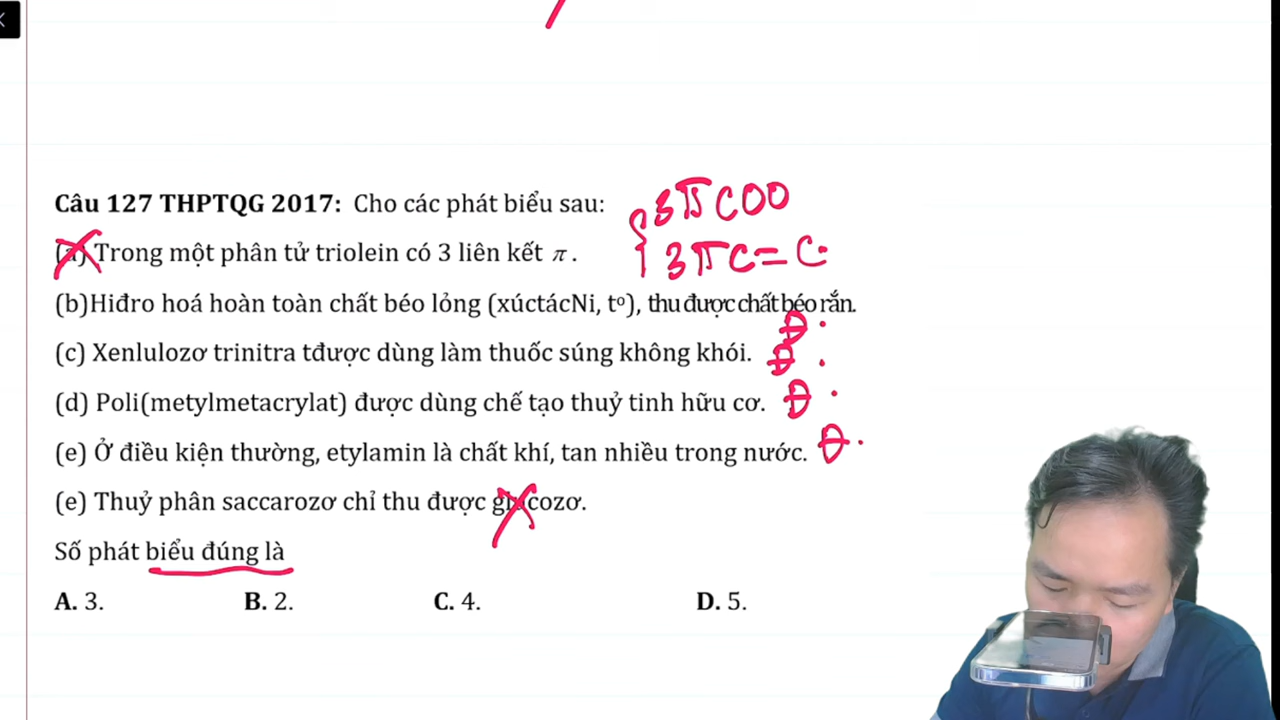 Câu 127 THPTQG 2017: Cho các phát biểu sau:
3π COO
(a) Trong một phân tử triolein có 3 liên kết π.
3π C=C
(b)Hiđro hoá hoàn toàn chất béo lỏng (xúctácNi, tº), thu được chất béo rắn.
Đ.
(c) Xenlulozơ trinitra tđược dùng làm thuốc súng không khói.
Đ.
(d) Poli(metylmetacrylat) được dùng chế tạo thuỷ tinh hữu cơ.
Đ.
(e) Ở điều kiện thường, etylamin là chất khí, tan nhiều trong nước.
Đ.
(e) Thuỷ phân saccarozơ chỉ thu được glucozơ.
Số phát biểu đúng là
A. 3. B. 2. C. 4. D. 5.